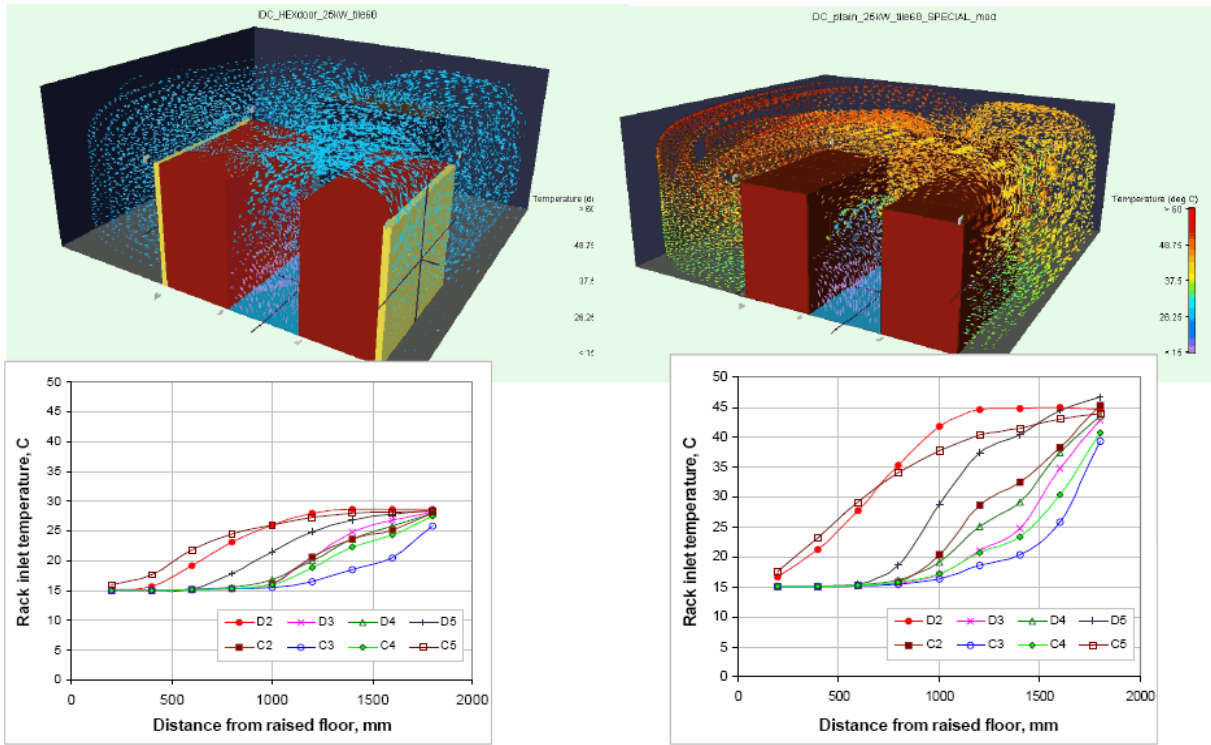 IDC_HEXdoor_25kW_tile60
DC_plain_25kW_tile60_SPECIAL_mod
Temperature (d
> 60
48.75
37.5
26.25
< 15
Temperature (deg C)
> 60
48.75
37.5
26.25
< 15
50
45
40
35
30
25
20
15
10
5
0
Rack inlet temperature, C
D2 D3 D4 D5
C2 C3 C4 C5
0 500 1000 1500 2000
Distance from raised floor, mm
50
45
40
35
30
25
20
15
10
5
0
Rack inlet temperature, C
D2 D3 D4 D5
C2 C3 C4 C5
0 500 1000 1500 2000
Distance from raised floor, mm